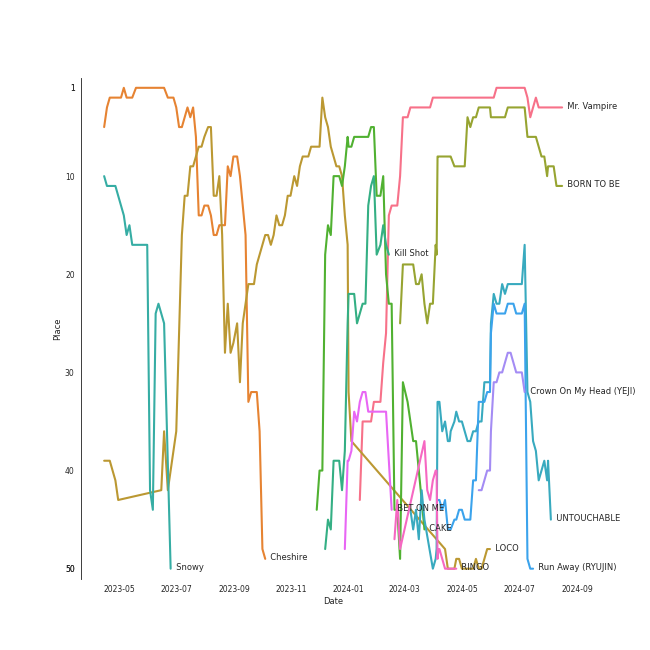 1
Mr. Vampire
10
BORN TO BE
Kill Shot
20
Place
30
Crown On My Head (YEJI)
40
BET ON ME
UNTOUCHABLE
CAKE
LOCO
Cheshire
50
Snowy
RINGO
Run Away (RYUJIN)
2023-05 2023-07 2023-09 2023-11 2024-01 2024-03 2024-05 2024-07 2024-09
Date